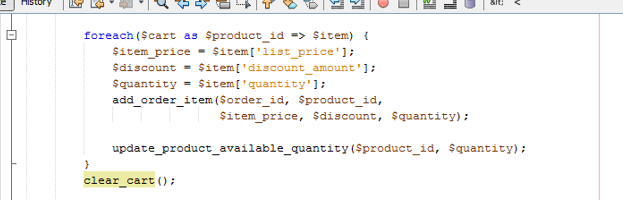 History
&lt; <
foreach($cart as $product_id => $item) {
$item_price = $item['list_price'];
$discount = $item['discount_amount'];
$quantity = $item['quantity'];
add_order_item($order_id, $product_id,
$item_price, $discount, $quantity);
update_product_available_quantity($product_id, $quantity);
}
clear_cart();